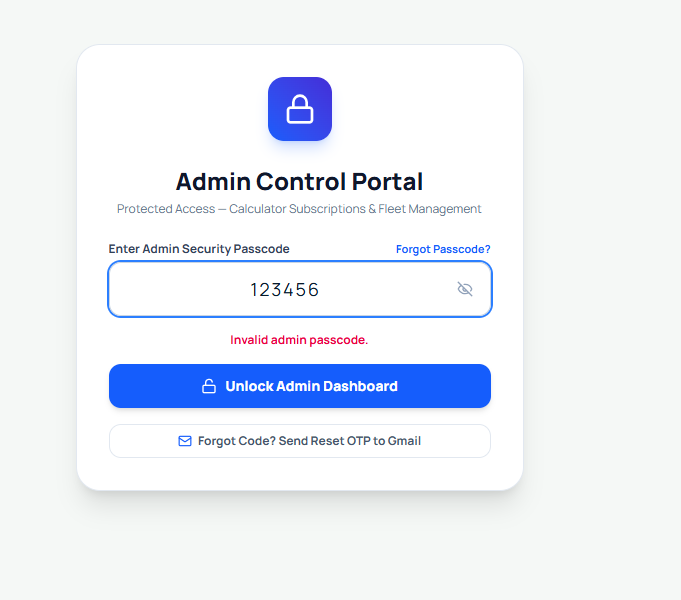 Admin Control Portal
Protected Access — Calculator Subscriptions & Fleet Management
Enter Admin Security Passcode Forgot Passcode?
123456
Invalid admin passcode.
Unlock Admin Dashboard
Forgot Code? Send Reset OTP to Gmail